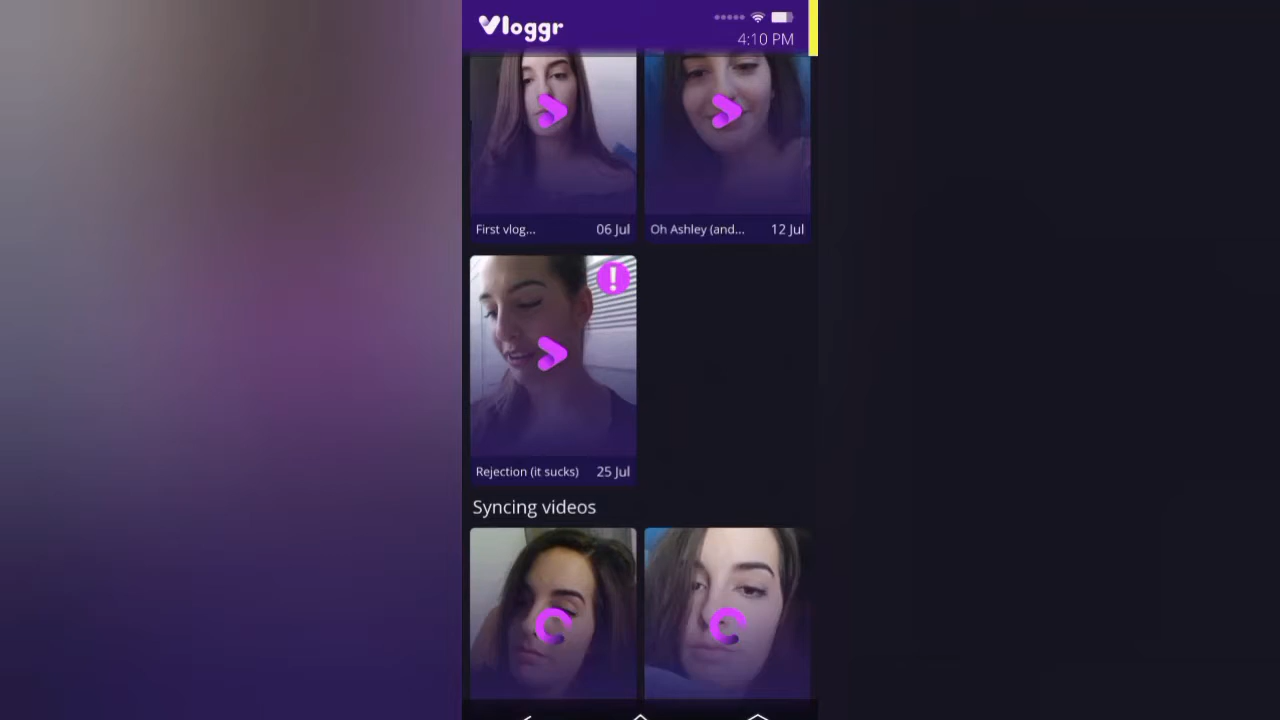 Vloggr
4:10 PM
First vlog... 06 Jul
Oh Ashley (and... 12 Jul
Rejection (it sucks) 25 Jul
Syncing videos